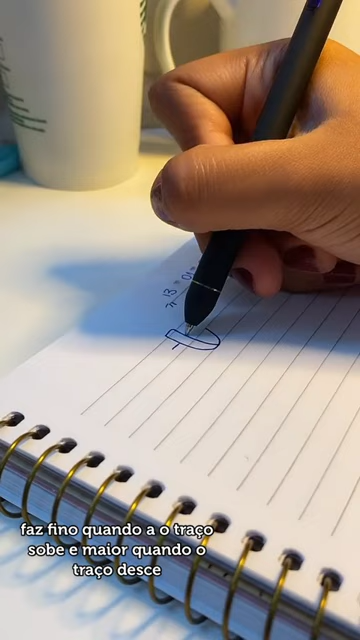 faz fino quando a o traço
sobe e maior quando o
traço desce